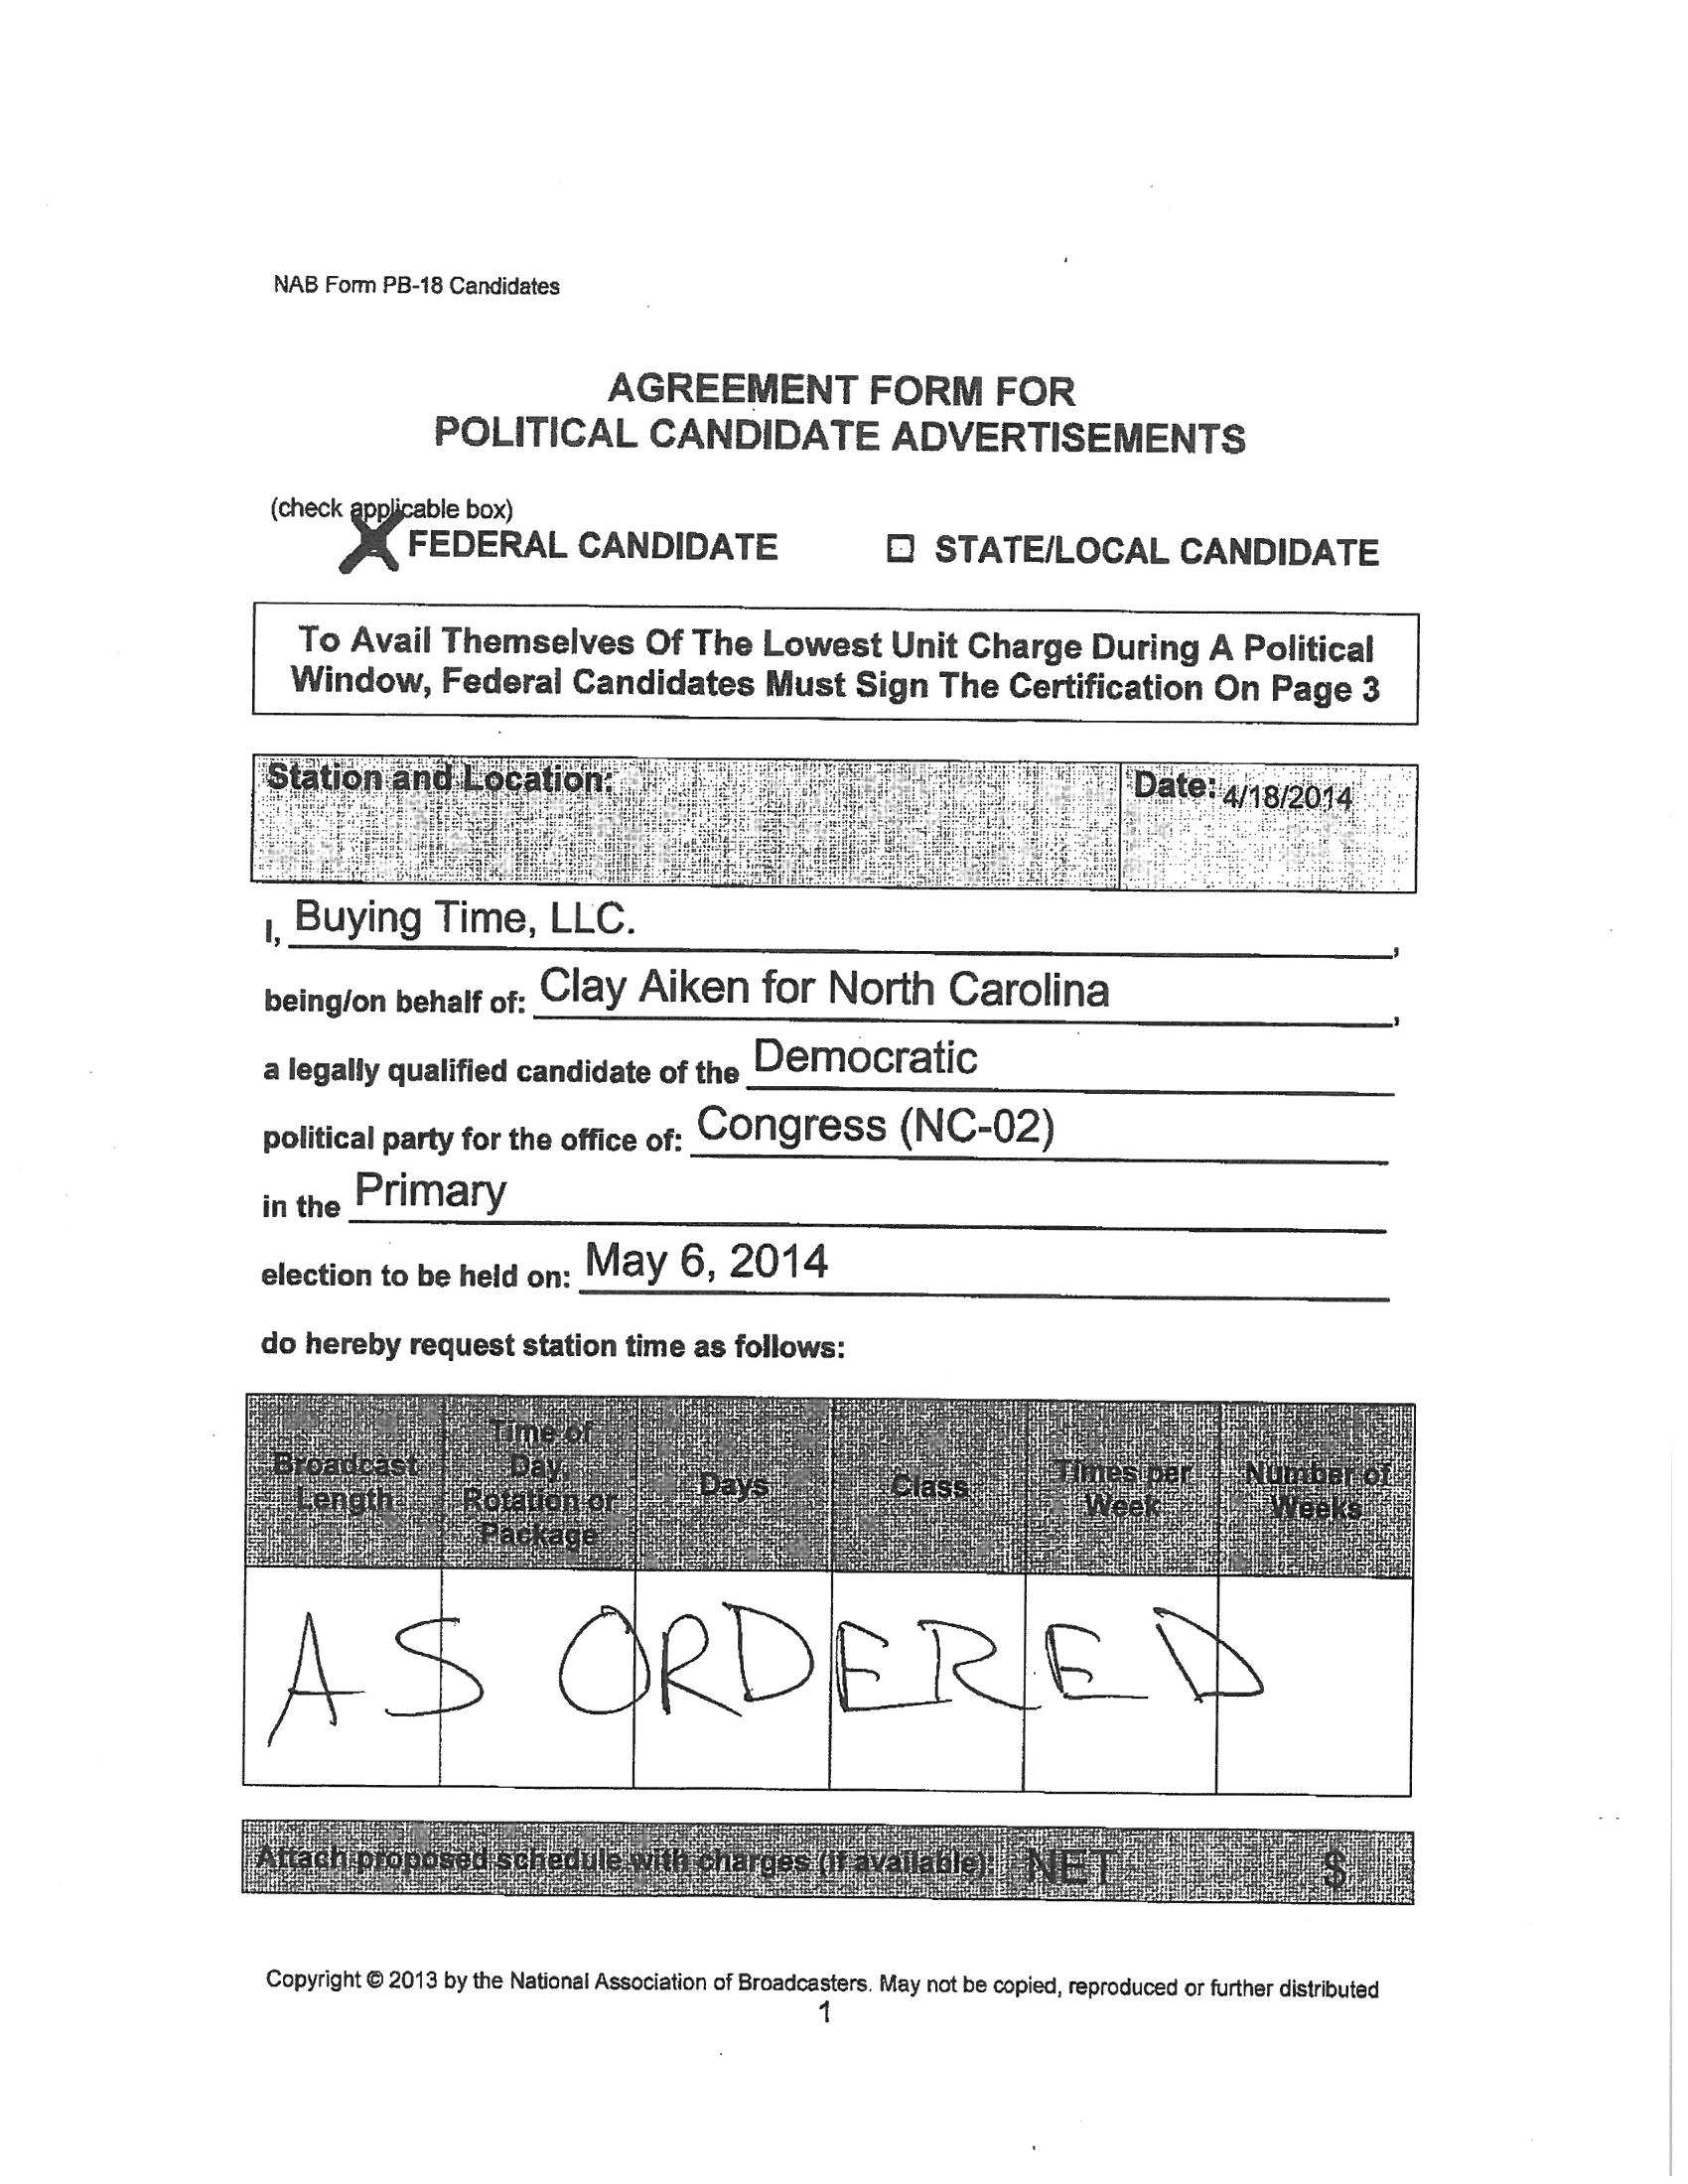 NAB Form PB-18 Candidates
AGREEMENT FORM FOR
POLITICAL CANDIDATE ADVERTISEMENTS
(check applicable box)
X FEDERAL CANDIDATE ☐ STATE/LOCAL CANDIDATE
To Avail Themselves Of The Lowest Unit Charge During A Political
Window, Federal Candidates Must Sign The Certification On Page 3
Station and Location: Date: 4/18/2014
I, Buying Time, LLC. ,
being/on behalf of: Clay Aiken for North Carolina ,
a legally qualified candidate of the Democratic
political party for the office of: Congress (NC-02)
in the Primary
election to be held on: May 6, 2014
do hereby request station time as follows:
Broadcast Length
Time of Day, Rotation or Package
Days
Class
Times per Week
Number of Weeks
AS ORDERED
Attach proposed schedule with charges (if available): NET $
Copyright © 2013 by the National Association of Broadcasters. May not be copied, reproduced or further distributed
1